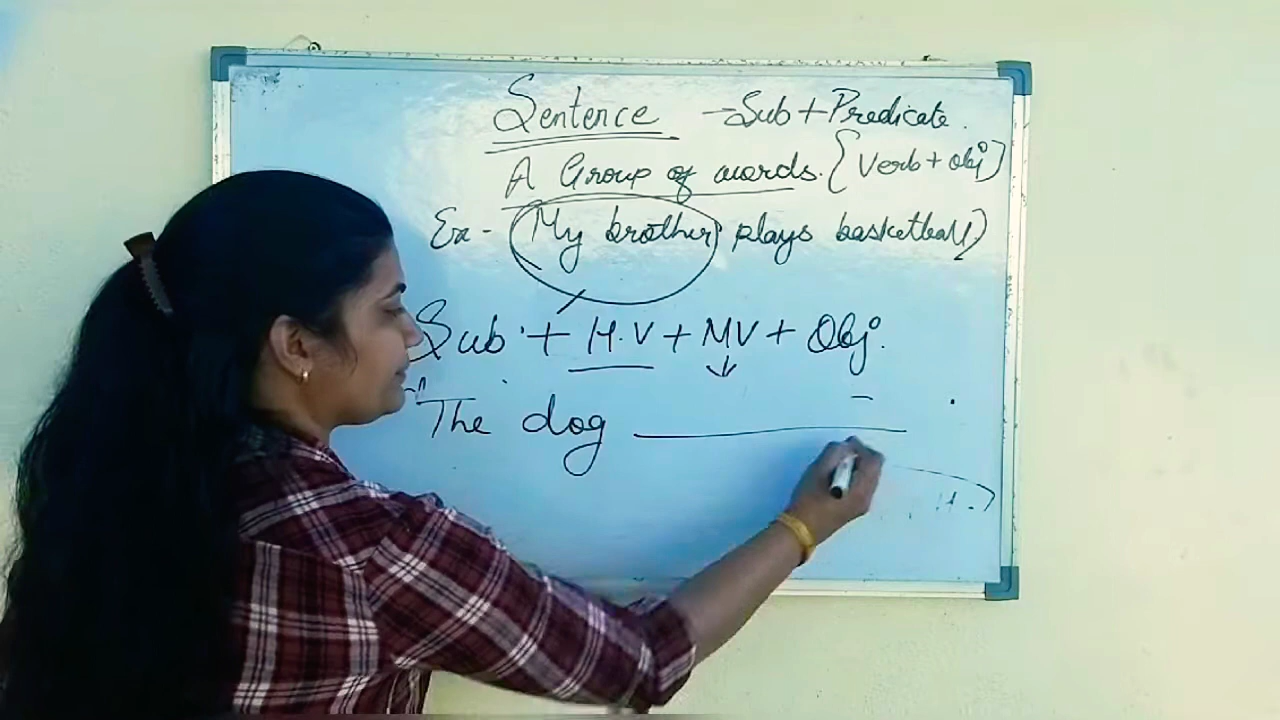 Sentence - Sub + Predicate.
A Group of words. {Verb + Obj}
Ex - My brother plays basketball)
Sub + H.V + MV + Obj.
The dog